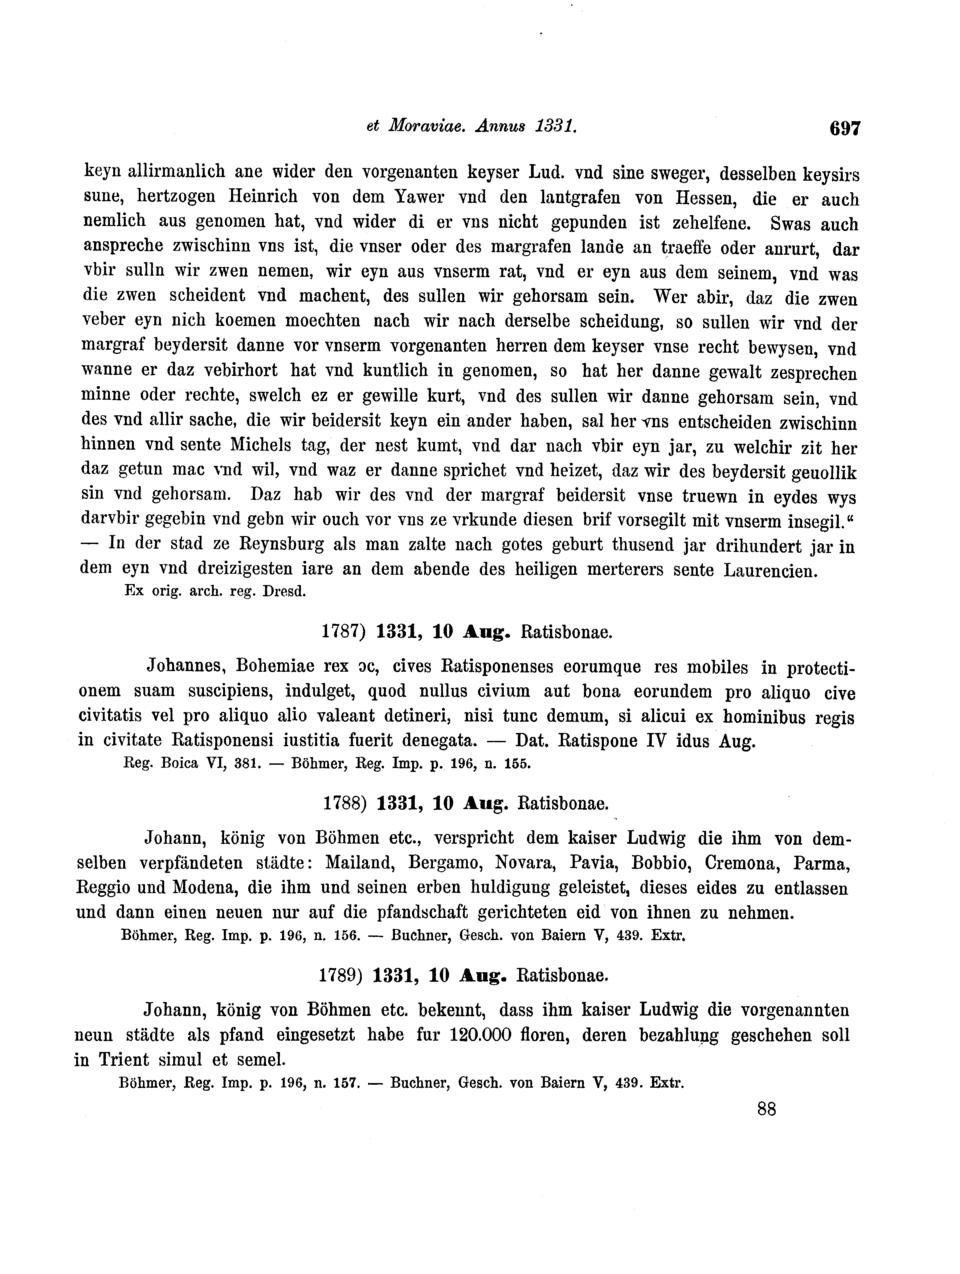 et Moraviae. Annus 1331.
697
keyn allirmanlich ane wider den vorgenanten keyser Lud. vnd sine sweger, desselben keysirs
sune, hertzogen Heinrich von dem Yawer vnd den lantgrafen von Hessen, die er auch
nemlich aus genomen hat, vnd wider di er vns nicht gepunden ist zehelfene. Swas auch
anspreche zwischinn vns ist, die vnser oder des margrafen lande an traeffe oder anrurt, dar
vbir sulln wir zwen nemen, wir eyn aus vnserm rat, vnd er eyn aus dem seinem, vnd was
die zwen scheident vnd machent, des sullen wir gehorsam sein. Wer abir, daz die zwen
veber eyn nich koemen moechten nach wir nach derselbe scheidung, so sullen wir vnd der
margraf beydersit danne vor vnserm vorgenanten herren dem keyser vnse recht bewysen, vnd
wanne er daz vebirhort hat vnd kuntlich in genomen, so hat her danne gewalt zesprechen
minne oder rechte, swelch ez er gewille kurt, vnd des sullen wir danne gehorsam sein, vnd
des vnd allir sache, die wir beidersit keyn ein ander haben, sal her vns entscheiden zwischinn
hinnen vnd sente Michels tag, der nest kumt, vnd dar nach vbir eyn jar, zu welchir zit her
daz getun mac vnd wil, vnd waz er danne sprichet vnd heizet, daz wir des beydersit geuollik
sin vnd gehorsam. Daz hab wir des vnd der margraf beidersit vnse truewn in eydes wys
darvbir gegebin vnd gebn wir ouch vor vns ze vrkunde diesen brif vorsegilt mit vnserm insegil.“
— In der stad ze Reynsburg als man zalte nach gotes geburt thusend jar drihundert jar in
dem eyn vnd dreizigesten iare an dem abende des heiligen merterers sente Laurencien.
Ex orig. arch. reg. Dresd.
1787) 1331, 10 Aug. Ratisbonae.
Johannes, Bohemiae rex ɔc, cives Ratisponenses eorumque res mobiles in protecti-
onem suam suscipiens, indulget, quod nullus civium aut bona eorundem pro aliquo cive
civitatis vel pro aliquo alio valeant detineri, nisi tunc demum, si alicui ex hominibus regis
in civitate Ratisponensi iustitia fuerit denegata. — Dat. Ratispone IV idus Aug.
Reg. Boica VI, 381. — Böhmer, Reg. Imp. p. 196, n. 155.
1788) 1331, 10 Aug. Ratisbonae.
Johann, könig von Böhmen etc., verspricht dem kaiser Ludwig die ihm von dem-
selben verpfändeten städte: Mailand, Bergamo, Novara, Pavia, Bobbio, Cremona, Parma,
Reggio und Modena, die ihm und seinen erben huldigung geleistet, dieses eides zu entlassen
und dann einen neuen nur auf die pfandschaft gerichteten eid von ihnen zu nehmen.
Böhmer, Reg. Imp. p. 196, n. 156. — Buchner, Gesch. von Baiern V, 439. Extr.
1789) 1331, 10 Aug. Ratisbonae.
Johann, könig von Böhmen etc. bekennt, dass ihm kaiser Ludwig die vorgenannten
neun städte als pfand eingesetzt habe fur 120.000 floren, deren bezahlung geschehen soll
in Trient simul et semel.
Böhmer, Reg. Imp. p. 196, n. 157. — Buchner, Gesch. von Baiern V, 439. Extr.
88